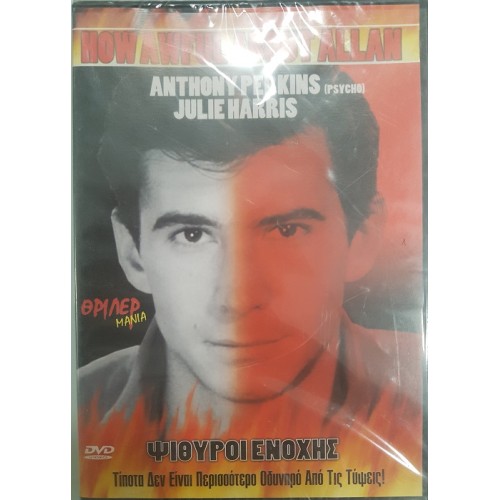 HOW ALLAN
ANTHONY PERKINS (PSYCHO)
JULIE HARRIS
ΘΡΙΛΕΡ
ΜΑΝΙΑ
DVD
ΨΙΘΥΡΟΙ ΕΝΟΧΗΣ
Τίποτα Δεν Είναι Περισσότερο Οδυνηρό Από Τις Τύψεις!